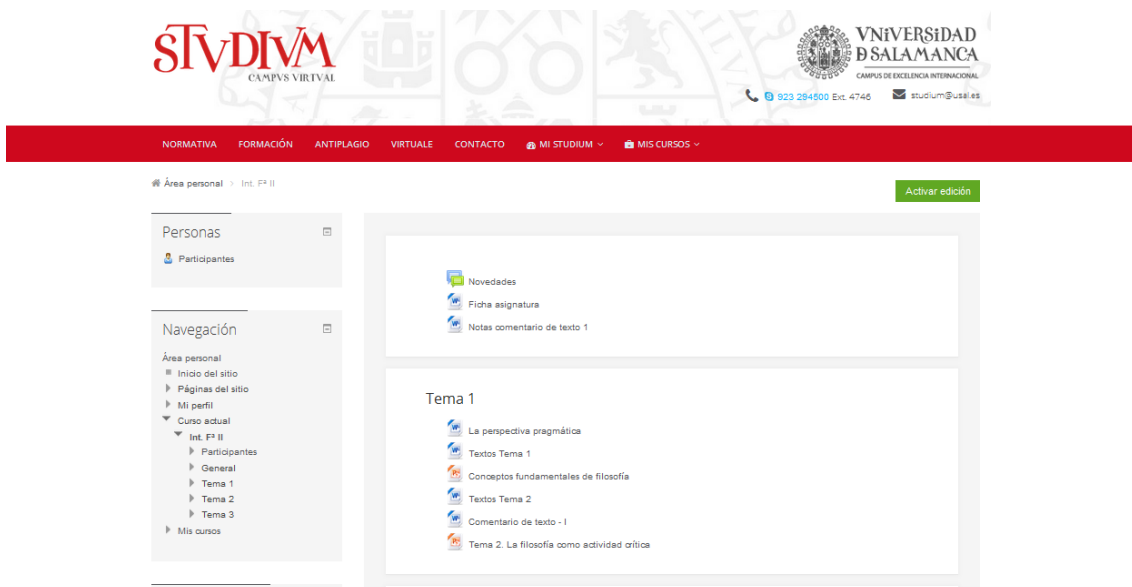 STVDIVM
CAMPVS VIRTVAL
VNiVERSiDAD
D SALAMANCA
CAMPUS DE EXCELENCIA INTERNACIONAL
923 294500 Ext. 4746 studium@usal.es
NORMATIVA FORMACIÓN ANTIPLAGIO VIRTUALE CONTACTO MI STUDIUM MIS CURSOS
Área personal > Int. Fª II
Activar edición
Personas
Participantes
Navegación
Área personal
Inicio del sitio
Páginas del sitio
Mi perfil
Curso actual
Int. Fª II
Participantes
General
Tema 1
Tema 2
Tema 3
Mis cursos
Novedades
Ficha asignatura
Notas comentario de texto 1
Tema 1
La perspectiva pragmática
Textos Tema 1
Conceptos fundamentales de filosofía
Textos Tema 2
Comentario de texto - I
Tema 2. La filosofía como actividad crítica